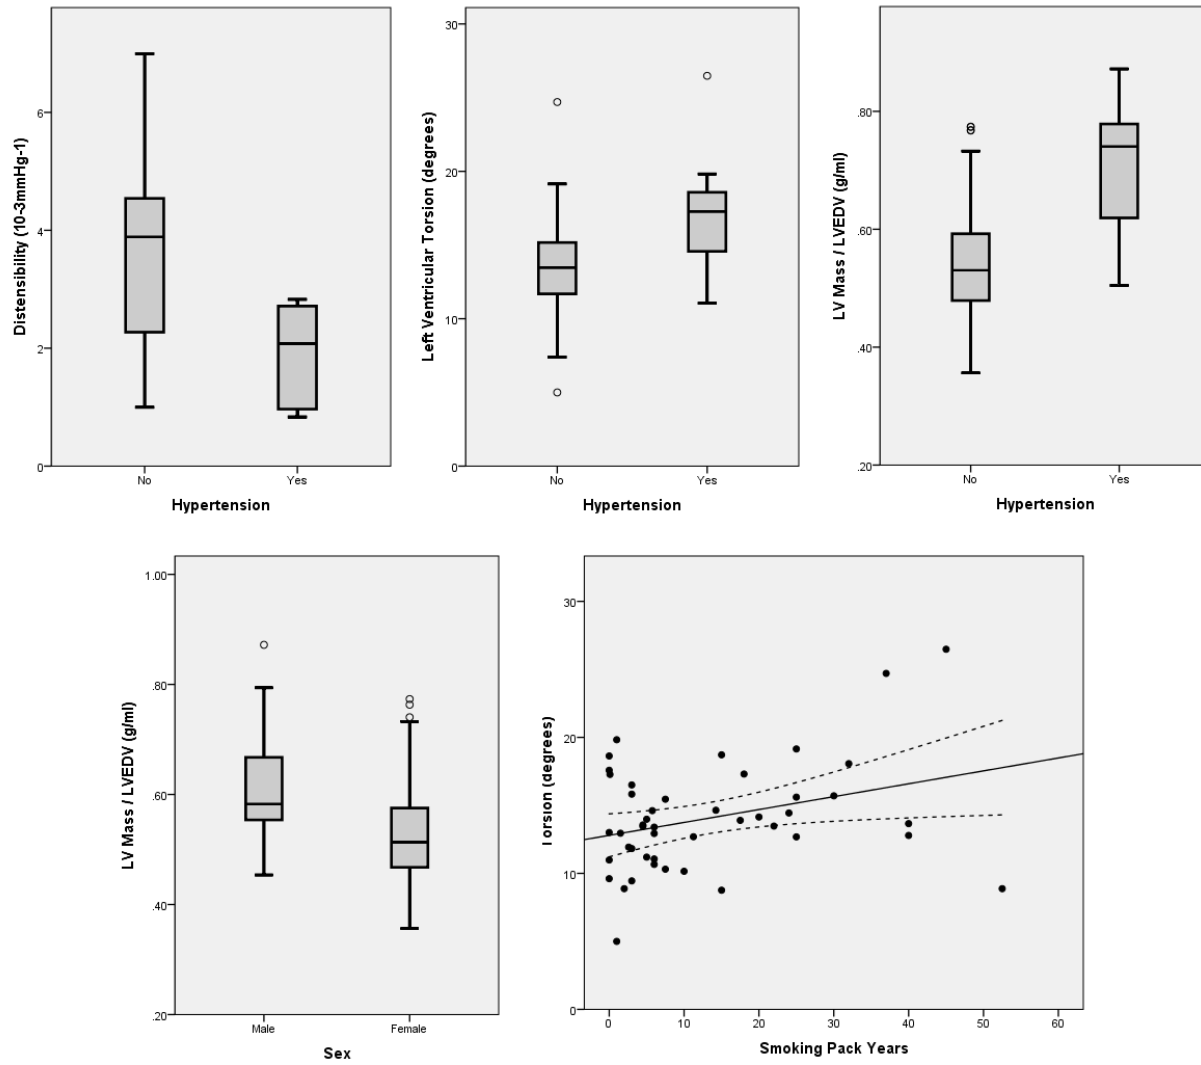 Distensibility (10-3mmHg-1)
6
4
2
0
No Yes
Hypertension
Left Ventricular Torsion (degrees)
30
20
10
0
No Yes
Hypertension
LV Mass / LVEDV (g/ml)
.80
.60
.40
.20
No Yes
Hypertension
LV Mass / LVEDV (g/ml)
1.00
.80
.60
.40
.20
Male Female
Sex
Torsion (degrees)
30
20
10
0
0 10 20 30 40 50 60
Smoking Pack Years